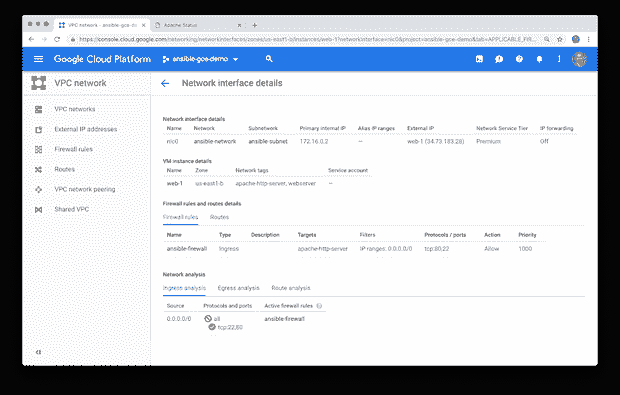 VPC network - ansible-gce-de
Apache Status
https://console.cloud.google.com/networking/networkinterfaces/zones/us-east1-b/instances/web-1?networkInterface=nic0&project=ansible-gce-demo&tab=APPLICABLE_FIR...
Google Cloud Platform
ansible-gce-demo
VPC network
Network interface details
VPC networks
External IP addresses
Firewall rules
Routes
VPC network peering
Shared VPC
Network interface details
Name Network Subnetwork Primary internal IP Alias IP ranges External IP Network Service Tier IP forwarding
nic0 ansible-network ansible-subnet 172.16.0.2 — web-1 (34.73.183.28) Premium Off
VM instance details
Name Zone Network tags Service account
web-1 us-east1-b apache-http-server, webserver —
Firewall rules and routes details
Firewall rules Routes
Name Type Description Targets Filters Protocols / ports Action Priority
ansible-firewall Ingress apache-http-server IP ranges: 0.0.0.0/0 tcp:80,22 Allow 1000
Network analysis
Ingress analysis Egress analysis Route analysis
Source Protocols and ports Active firewall rules
0.0.0.0/0 all ansible-firewall
tcp:22,80